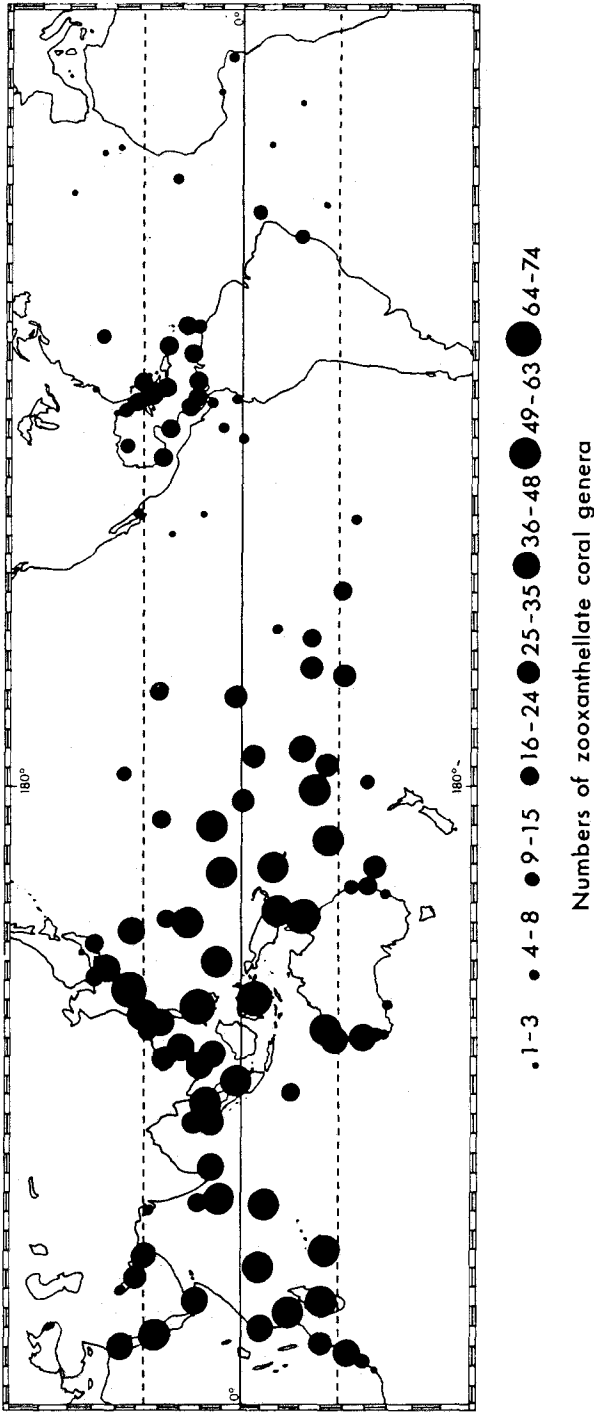 0°
180°
180°
0°
1-3 4-8 9-15 16-24 25-35 36-48 49-63 64-74
Numbers of zooxanthellate coral genera